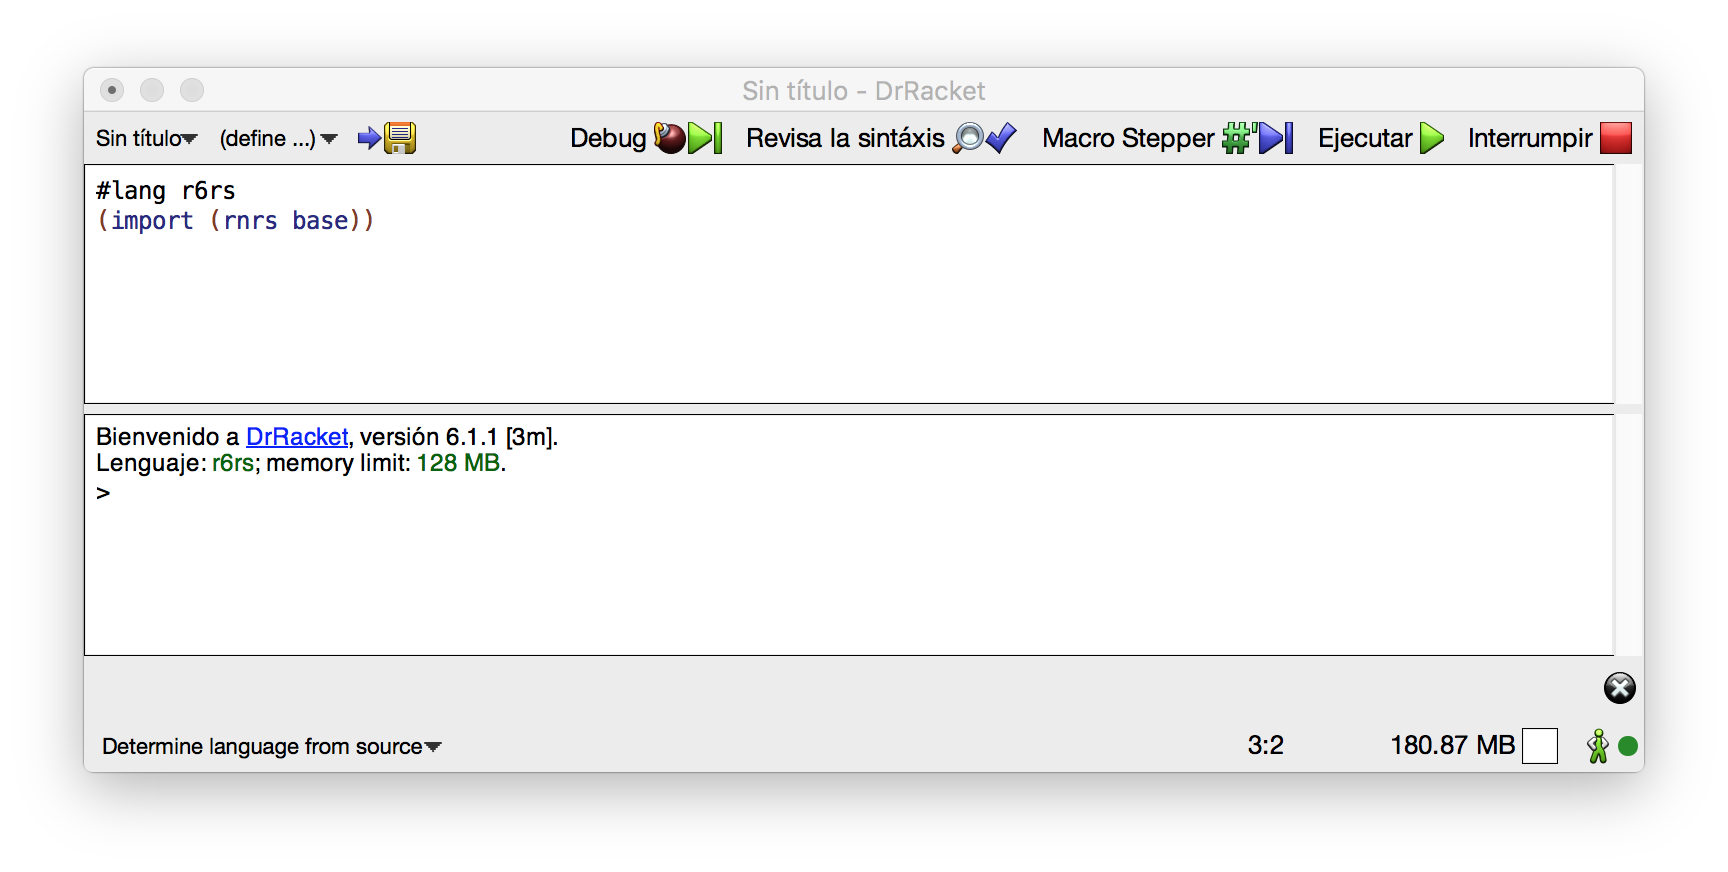 Sin título - DrRacket
Sin título (define ...) Debug Revisa la sintáxis Macro Stepper #' Ejecutar Interrumpir
#lang r6rs
(import (rnrs base))
Bienvenido a DrRacket, versión 6.1.1 [3m].
Lenguaje: r6rs; memory limit: 128 MB.
>
Determine language from source 3:2 180.87 MB